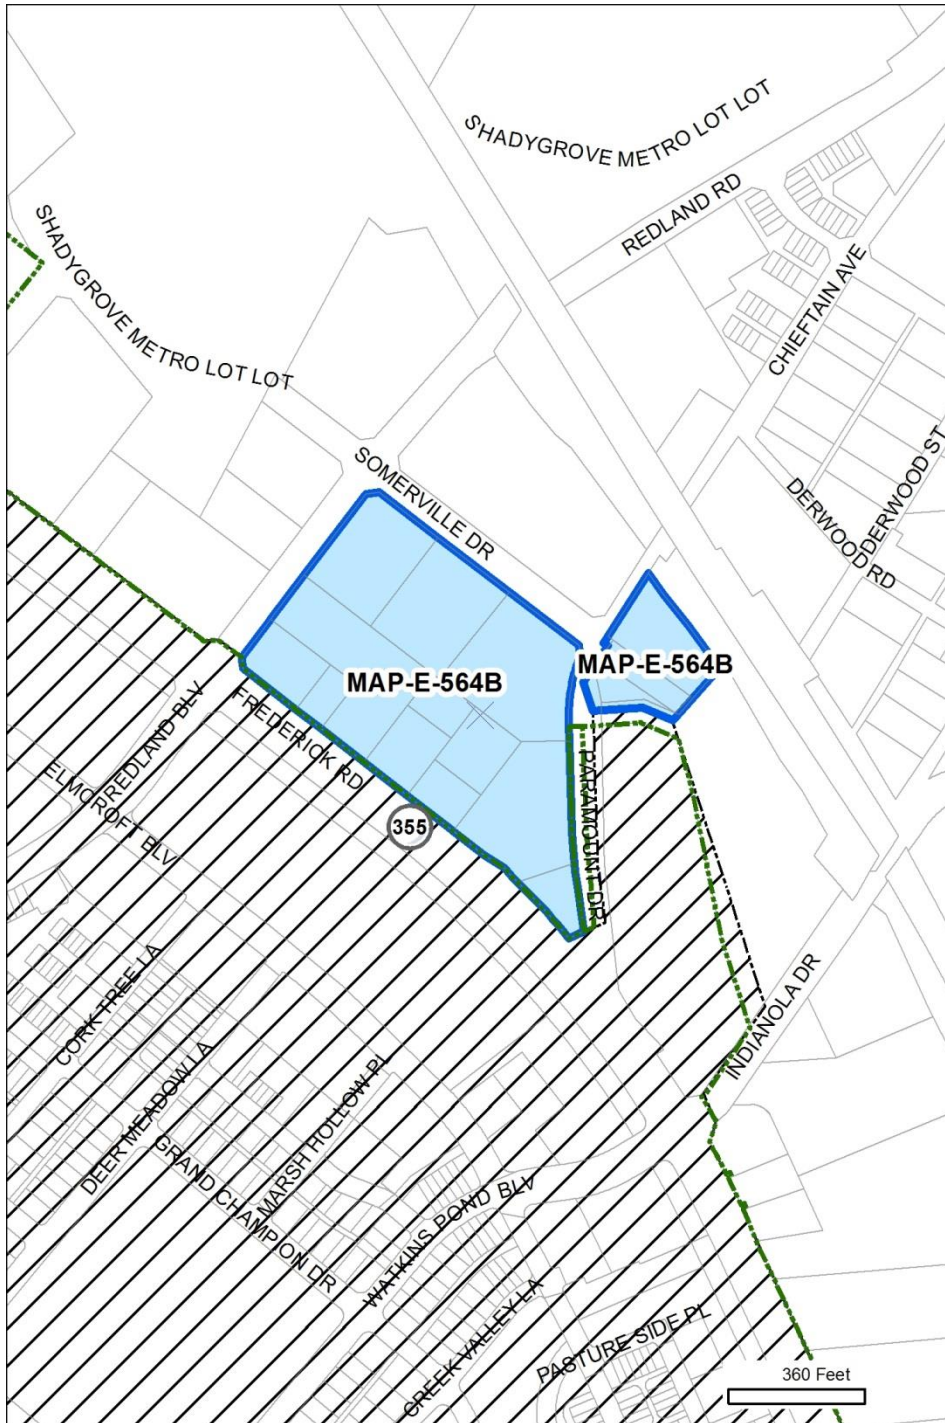 SHADYGROVE METRO LOT LOT
REDLAND RD
SHADYGROVE METRO LOT LOT
CHIEFTAIN AVE
SOMERVILLE DR
DERWOOD ST
DERWOOD RD
MAP-E-564B
MAP-E-564B
FREDERICK RD
REDLAND BLV
355
PARAMOUNT DR
ELMCROFT BLV
CORK TREE LA
INDIANOLA DR
DEER MEADOW LA
MARSH HOLLOW PL
GRAND CHAMPION DR
WATKINS POND BLV
CREEK VALLEY LA
PASTURE SIDE PL
360 Feet